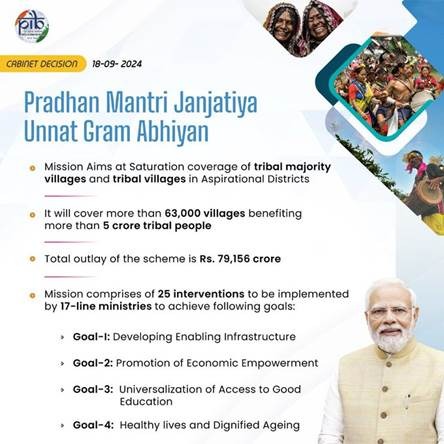 pib
CABINET DECISION 18-09- 2024
Pradhan Mantri Janjatiya
Unnat Gram Abhiyan
Mission Aims at Saturation coverage of tribal majority
villages and tribal villages in Aspirational Districts
It will cover more than 63,000 villages benefiting
more than 5 crore tribal people
Total outlay of the scheme is Rs. 79,156 crore
Mission comprises of 25 interventions to be implemented
by 17-line ministries to achieve following goals:
Goal-I: Developing Enabling Infrastructure
Goal-2: Promotion of Economic Empowerment
Goal-3: Universalization of Access to Good
Education
Goal-4: Healthy lives and Dignified Ageing